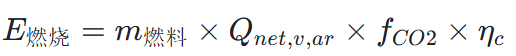 E燃烧 = m燃料 × Qnet,v,ar × fCO2 × ηc